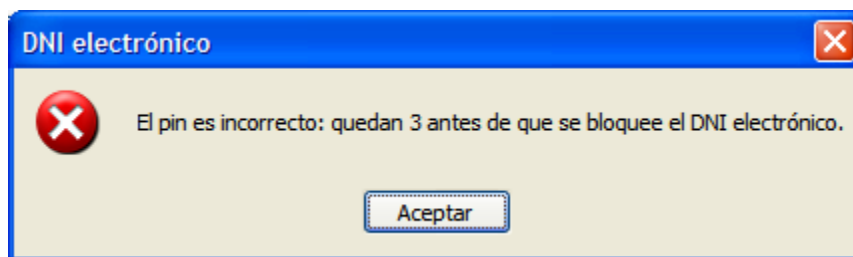 DNI electrónico
El pin es incorrecto: quedan 3 antes de que se bloquee el DNI electrónico.
Aceptar